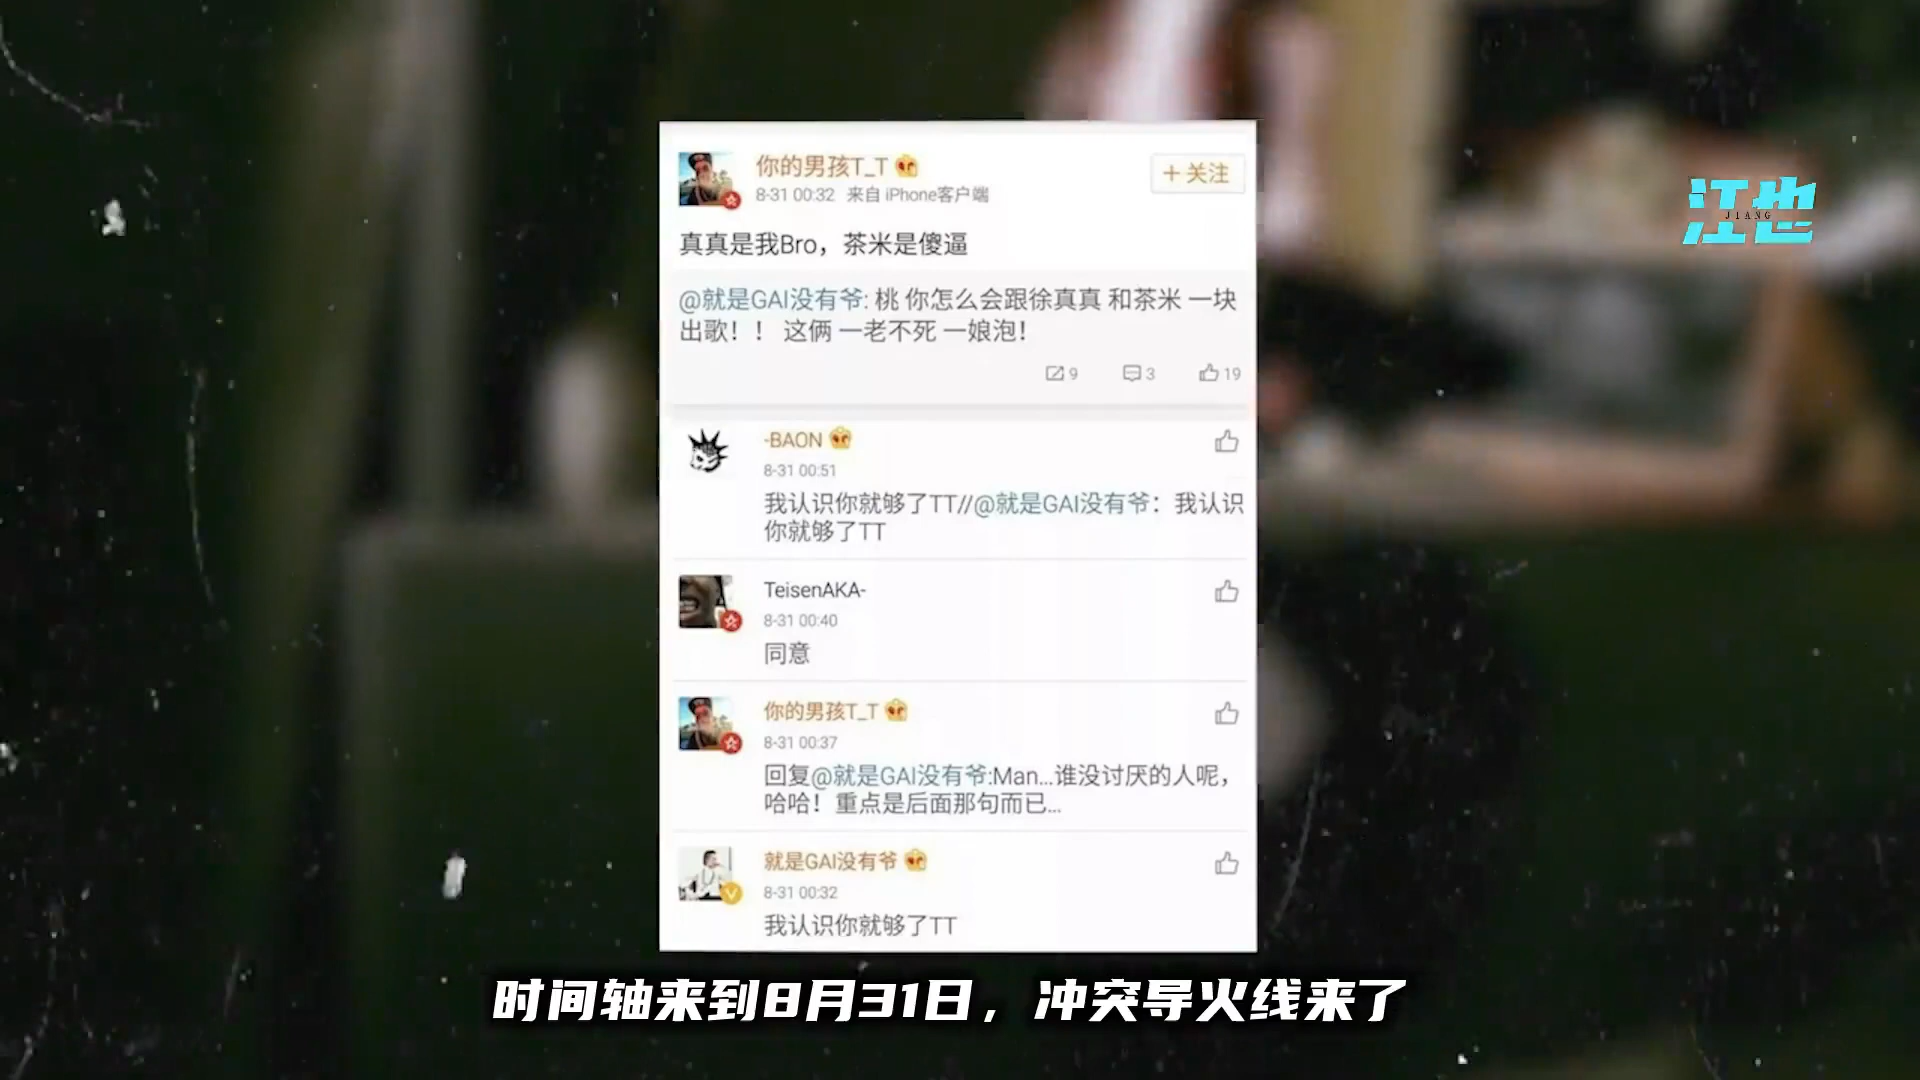 你的男孩T_T
8-31 00:32 来自 iPhone客户端
+关注
真真是我Bro，茶米是傻逼
@就是GAI没有爷: 桃 你怎么会跟徐真真 和茶米 一块
出歌！！ 这俩 一老不死 一娘泡！
9 3 19
-BAON
8-31 00:51
我认识你就够了TT//@就是GAI没有爷：我认识
你就够了TT
TeisenAKA-
8-31 00:40
同意
你的男孩T_T
8-31 00:37
回复@就是GAI没有爷:Man...谁没讨厌的人呢，
哈哈！重点是后面那句而已...
就是GAI没有爷
8-31 00:32
我认识你就够了TT
江也
JIANG
时间轴来到8月31日，冲突导火线来了